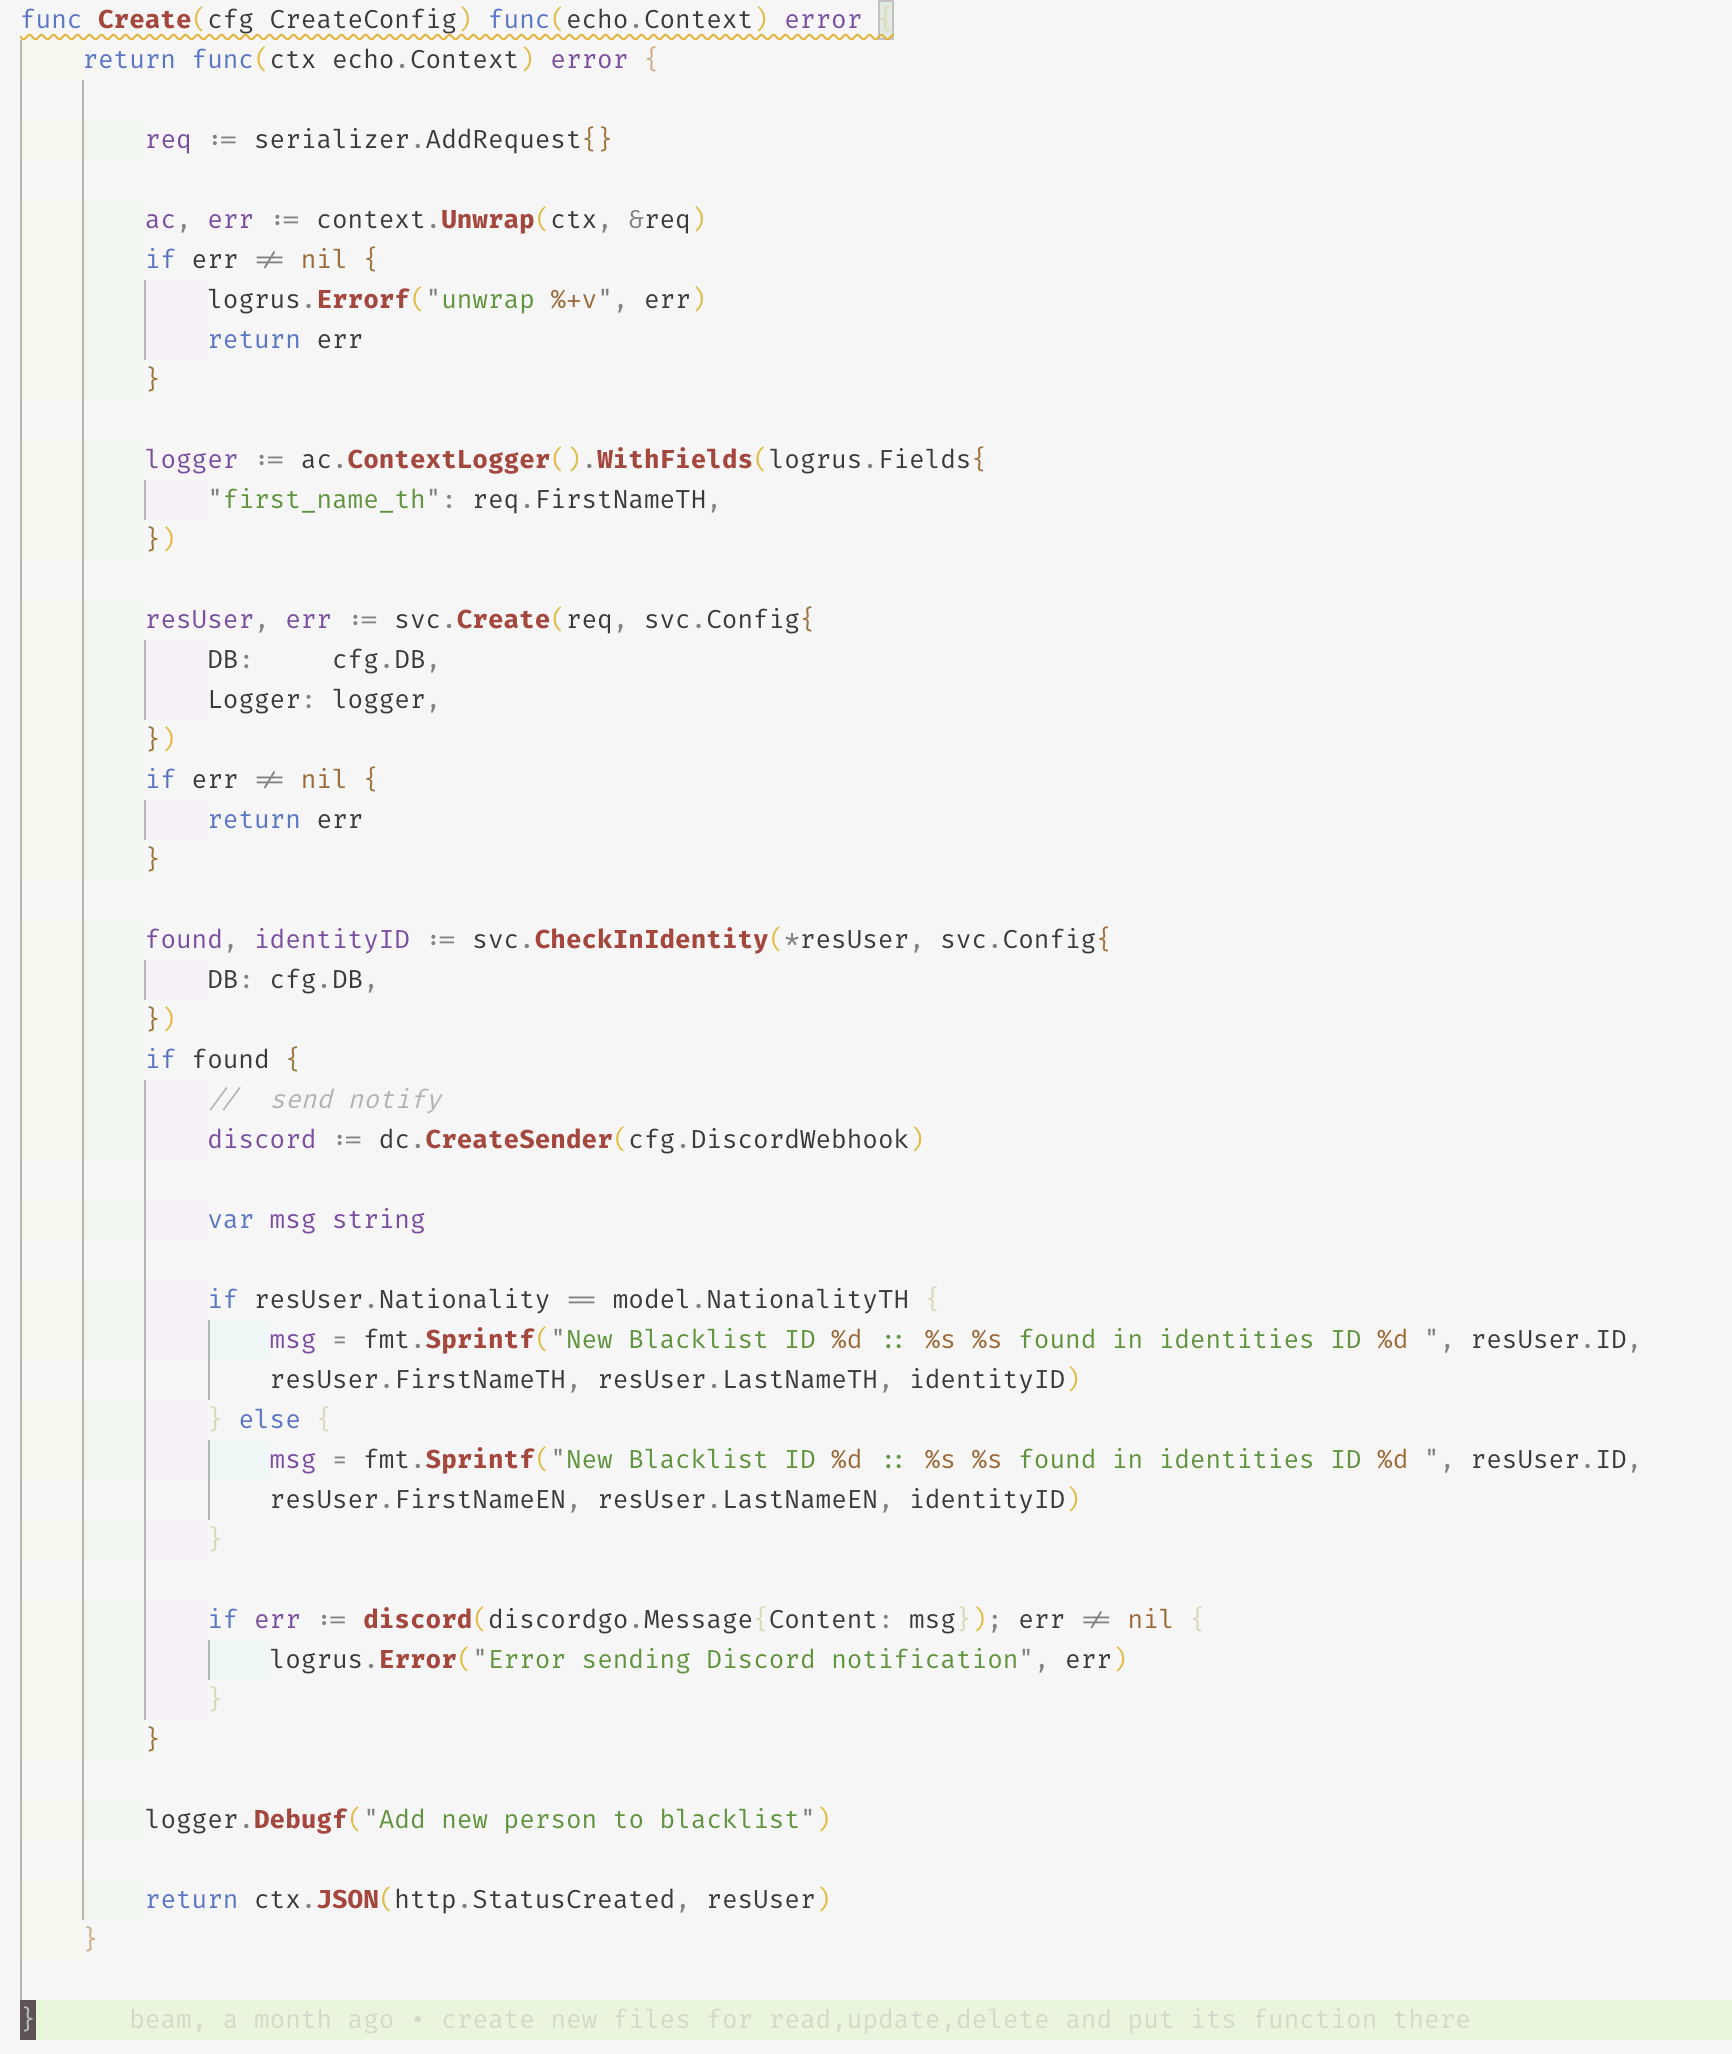 func Create(cfg CreateConfig) func(echo.Context) error {
    return func(ctx echo.Context) error {

        req := serializer.AddRequest{}

        ac, err := context.Unwrap(ctx, &req)
        if err != nil {
            logrus.Errorf("unwrap %+v", err)
            return err
        }

        logger := ac.ContextLogger().WithFields(logrus.Fields{
            "first_name_th": req.FirstNameTH,
        })

        resUser, err := svc.Create(req, svc.Config{
            DB:     cfg.DB,
            Logger: logger,
        })
        if err != nil {
            return err
        }

        found, identityID := svc.CheckInIdentity(*resUser, svc.Config{
            DB: cfg.DB,
        })
        if found {
            //  send notify
            discord := dc.CreateSender(cfg.DiscordWebhook)

            var msg string

            if resUser.Nationality == model.NationalityTH {
                msg = fmt.Sprintf("New Blacklist ID %d :: %s %s found in identities ID %d ", resUser.ID,
                resUser.FirstNameTH, resUser.LastNameTH, identityID)
            } else {
                msg = fmt.Sprintf("New Blacklist ID %d :: %s %s found in identities ID %d ", resUser.ID,
                resUser.FirstNameEN, resUser.LastNameEN, identityID)
            }

            if err := discord(discordgo.Message{Content: msg}); err != nil {
                logrus.Error("Error sending Discord notification", err)
            }
        }

        logger.Debugf("Add new person to blacklist")

        return ctx.JSON(http.StatusCreated, resUser)
    }

}      beam, a month ago • create new files for read,update,delete and put its function there